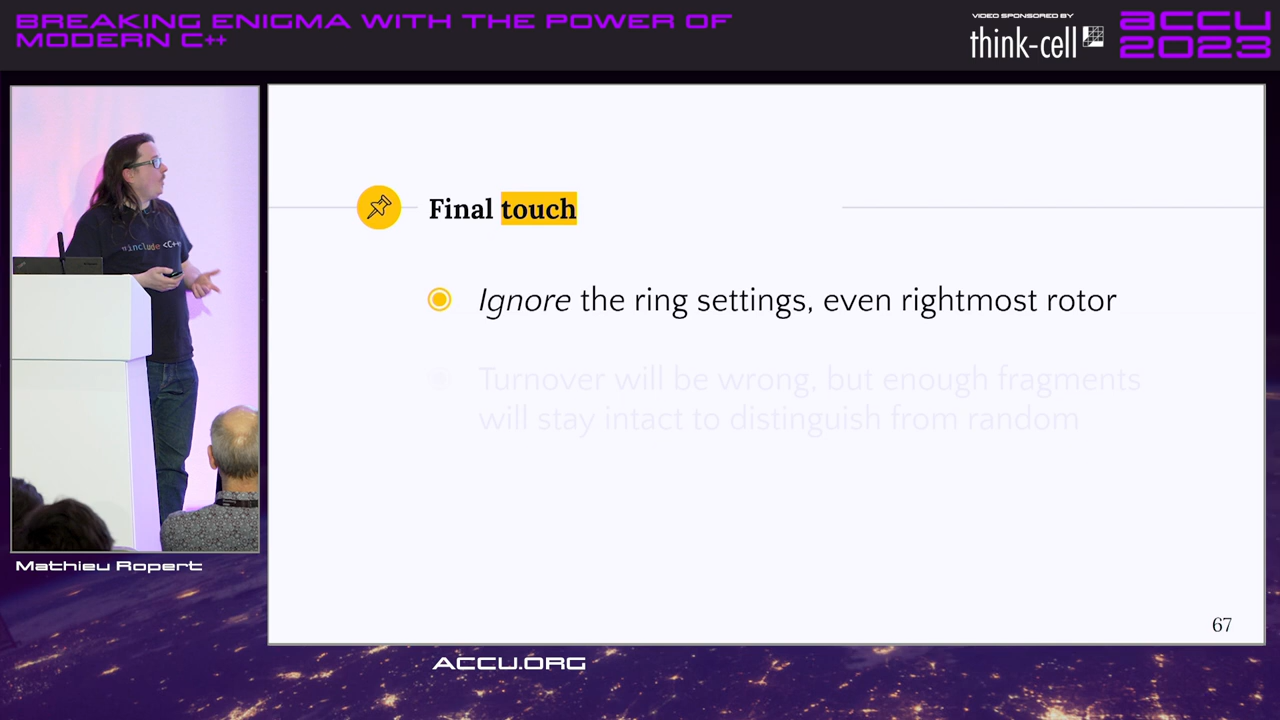 BREAKING ENIGMA WITH THE POWER OF
MODERN C++
VIDEO SPONSORED BY
think-cell
accu
2023
#include <C++>
Final touch
Ignore the ring settings, even rightmost rotor
Turnover will be wrong, but enough fragments
will stay intact to distinguish from random
67
Mathieu Ropert
ACCU.ORG